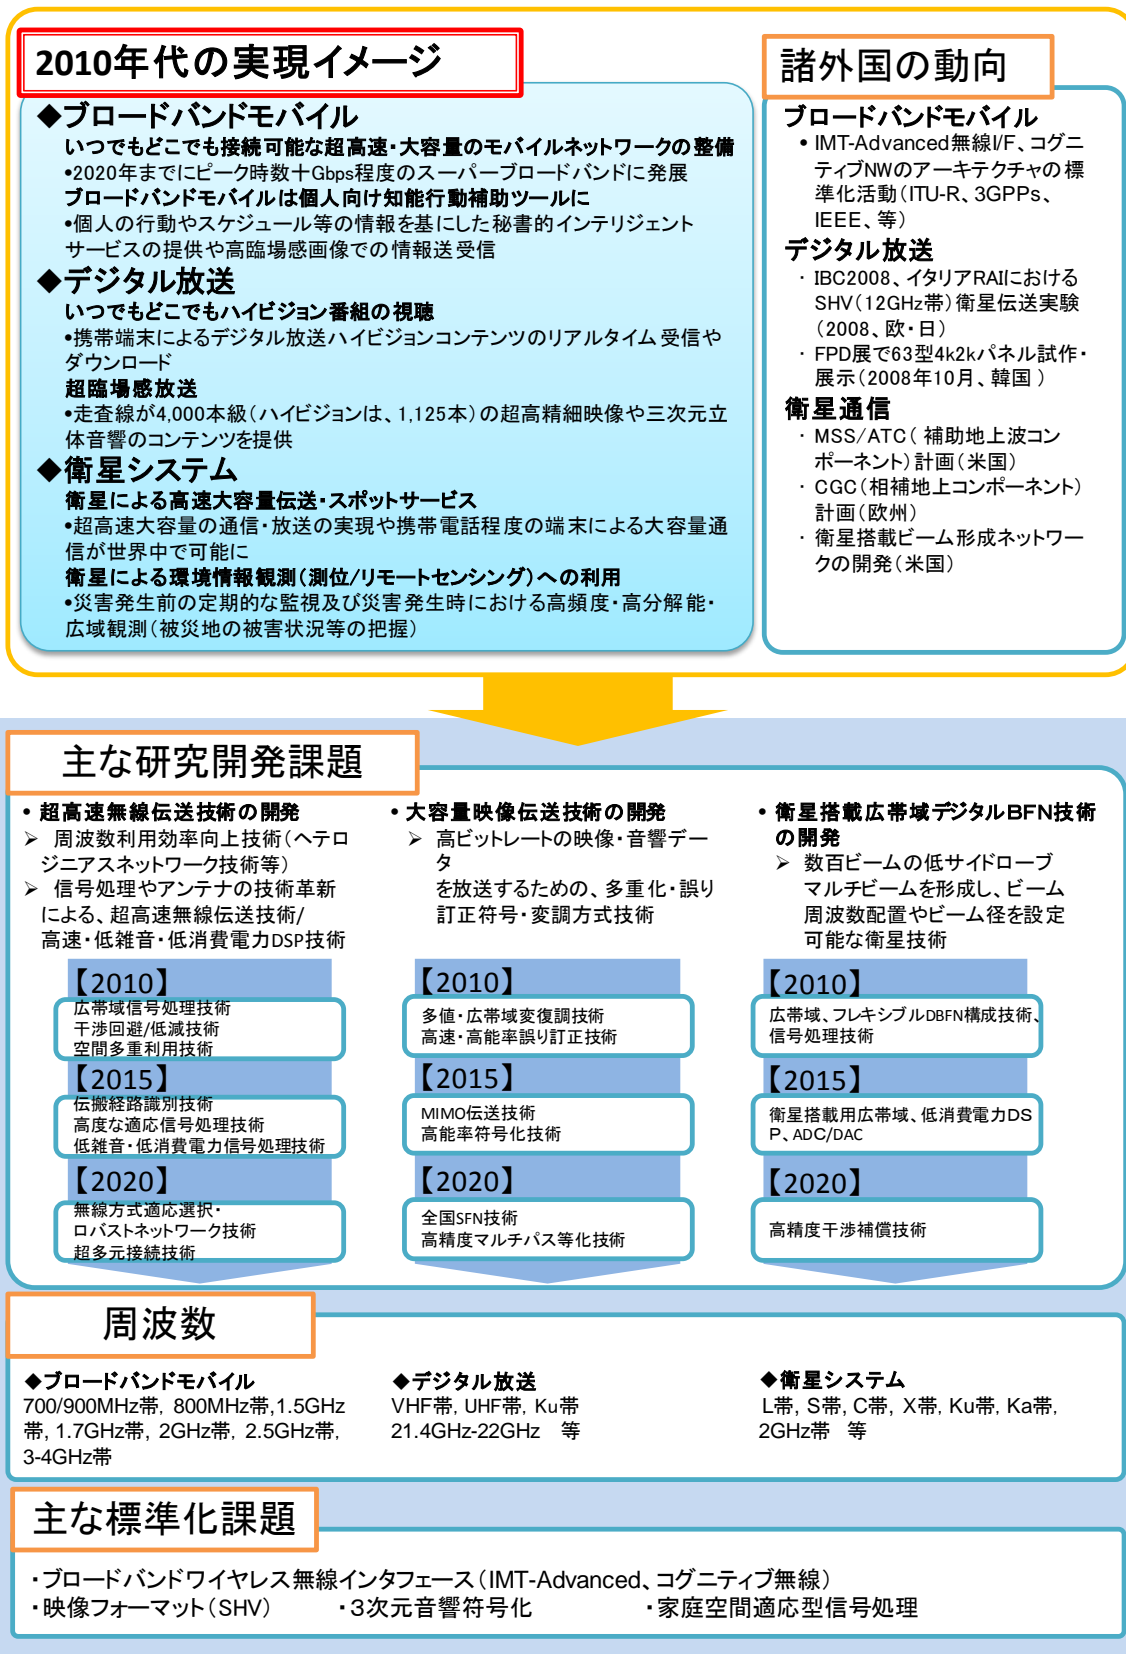 2010年代の実現イメージ
◆ブロードバンドモバイル
いつでもどこでも接続可能な超高速・大容量のモバイルネットワークの整備
•2020年までにピーク時数十Gbps程度のスーパーブロードバンドに発展
ブロードバンドモバイルは個人向け知能行動補助ツールに
•個人の行動やスケジュール等の情報を基にした秘書的インテリジェント
サービスの提供や高臨場感画像での情報送受信
◆デジタル放送
いつでもどこでもハイビジョン番組の視聴
•携帯端末によるデジタル放送ハイビジョンコンテンツのリアルタイム受信や
ダウンロード
超臨場感放送
•走査線が4,000本級（ハイビジョンは、1,125本）の超高精細映像や三次元立
体音響のコンテンツを提供
◆衛星システム
衛星による高速大容量伝送・スポットサービス
•超高速大容量の通信・放送の実現や携帯電話程度の端末による大容量通
信が世界中で可能に
衛星による環境情報観測（測位/リモートセンシング）への利用
•災害発生前の定期的な監視及び災害発生時における高頻度・高分解能・
広域観測（被災地の被害状況等の把握）
諸外国の動向
ブロードバンドモバイル
• IMT-Advanced無線I/F、コグニ
ティブNWのアーキテクチャの標
準化活動（ITU-R、3GPPs、
IEEE、等）
デジタル放送
・ IBC2008、イタリアRAIにおける
SHV（12GHz帯）衛星伝送実験
（2008、欧・日）
・ FPD展で63型4k2kパネル試作・
展示（2008年10月、韓国 ）
衛星通信
・ MSS/ATC（ 補助地上波コン
ポーネント）計画（米国）
・ CGC（相補地上コンポーネント）
計画（欧州）
・ 衛星搭載ビーム形成ネットワー
クの開発（米国）
主な研究開発課題
• 超高速無線伝送技術の開発
➢ 周波数利用効率向上技術（ヘテロ
ジニアスネットワーク技術等）
➢ 信号処理やアンテナの技術革新
による、超高速無線伝送技術/
高速・低雑音・低消費電力DSP技術
【2010】
広帯域信号処理技術
干渉回避/低減技術
空間多重利用技術
【2015】
伝搬経路識別技術
高度な適応信号処理技術
低雑音・低消費電力信号処理技術
【2020】
無線方式適応選択・
ロバストネットワーク技術
超多元接続技術
• 大容量映像伝送技術の開発
➢ 高ビットレートの映像・音響デー
タ
を放送するための、多重化・誤り
訂正符号・変調方式技術
【2010】
多値・広帯域変復調技術
高速・高能率誤り訂正技術
【2015】
MIMO伝送技術
高能率符号化技術
【2020】
全国SFN技術
高精度マルチパス等化技術
• 衛星搭載広帯域デジタルBFN技術
の開発
➢ 数百ビームの低サイドローブ
マルチビームを形成し、ビーム
周波数配置やビーム径を設定
可能な衛星技術
【2010】
広帯域、フレキシブルDBFN構成技術、
信号処理技術
【2015】
衛星搭載用広帯域、低消費電力DS
P、ADC/DAC
【2020】
高精度干渉補償技術
周波数
◆ブロードバンドモバイル
700/900MHz帯, 800MHz帯,1.5GHz
帯, 1.7GHz帯, 2GHz帯, 2.5GHz帯,
3-4GHz帯
◆デジタル放送
VHF帯, UHF帯, Ku帯
21.4GHz-22GHz 等
◆衛星システム
L帯, S帯, C帯, X帯, Ku帯, Ka帯,
2GHz帯 等
主な標準化課題
・ブロードバンドワイヤレス無線インタフェース（IMT-Advanced、コグニティブ無線）
・映像フォーマット（SHV） ・３次元音響符号化 ・家庭空間適応型信号処理